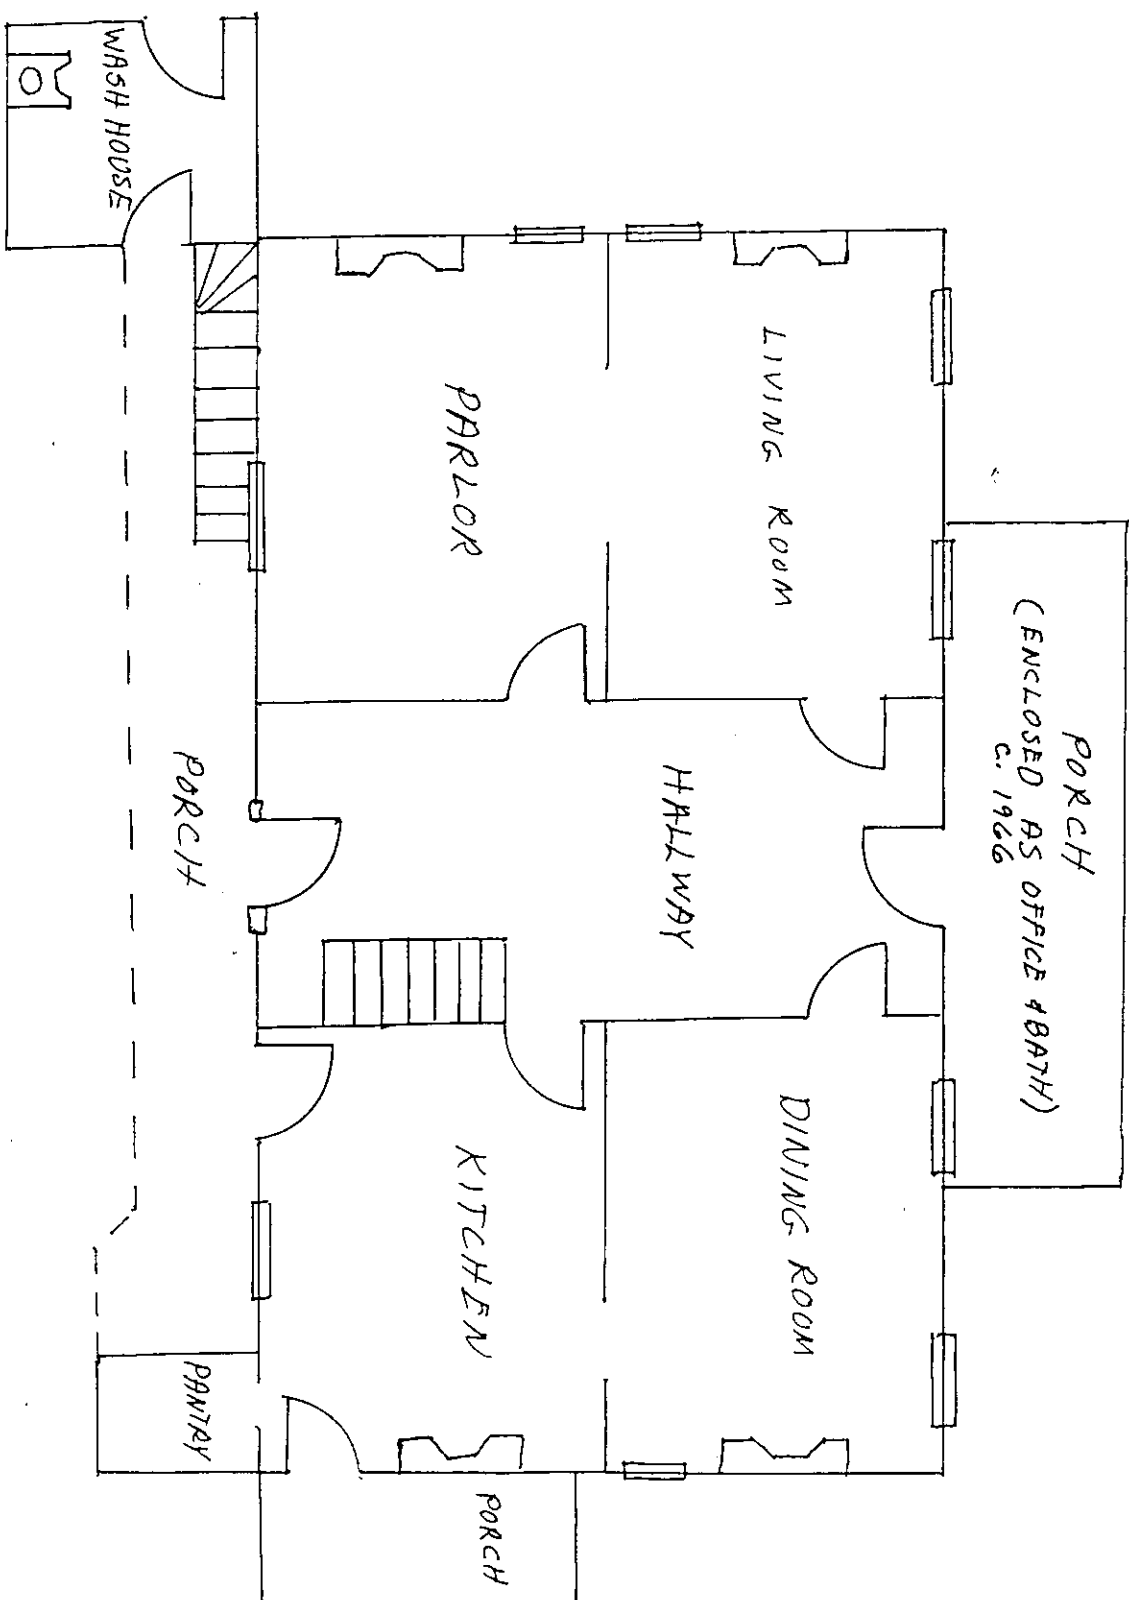 PORCH
(ENCLOSED AS OFFICE & BATH)
C. 1966
LIVING ROOM
DINING ROOM
HALLWAY
PARLOR
KITCHEN
PORCH
WASH HOUSE
PORCH
PANTRY